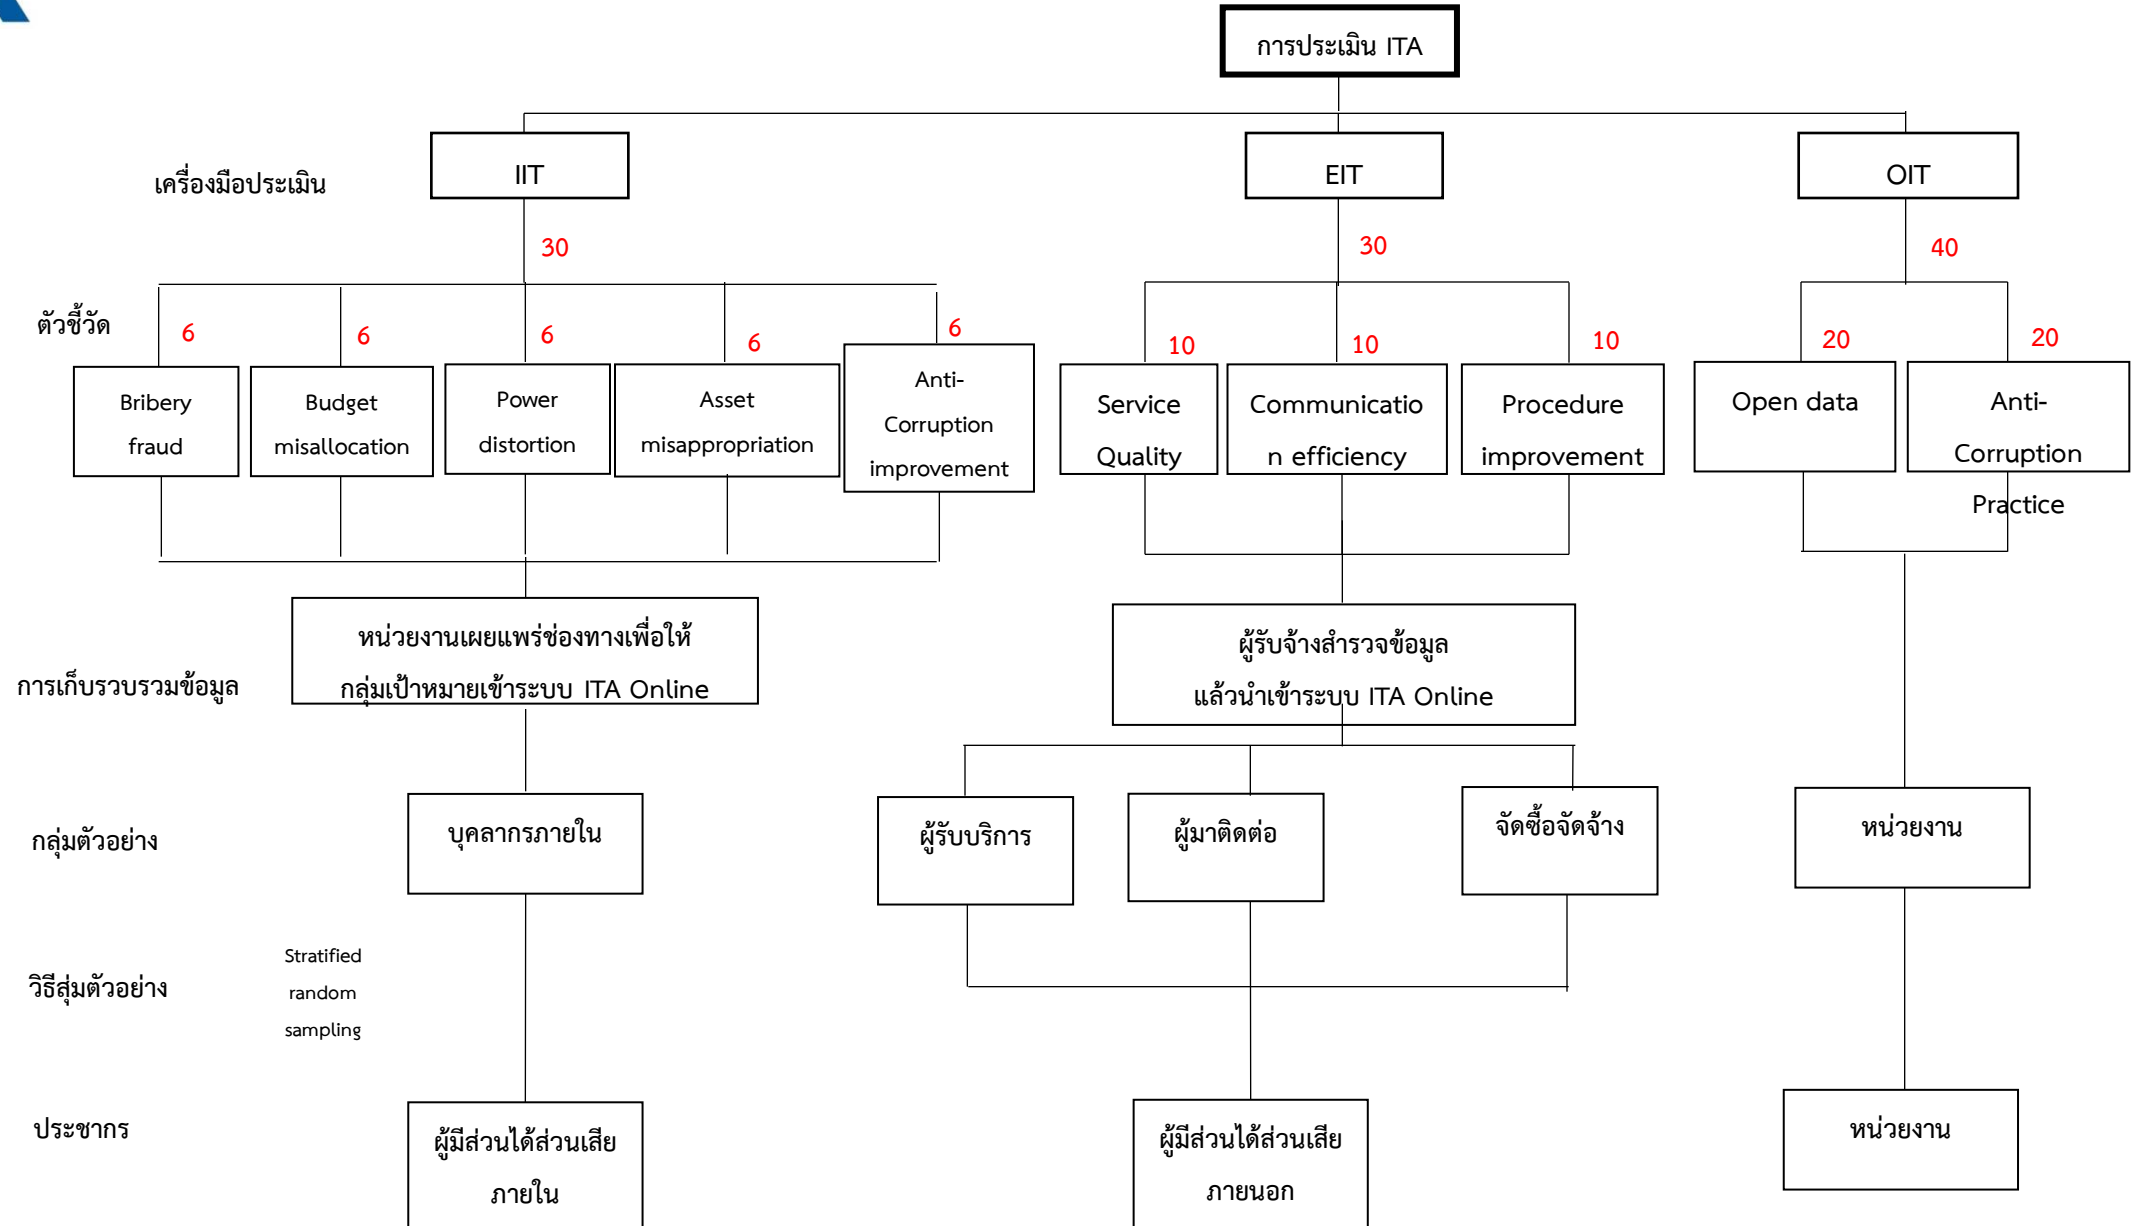 การประเมิน ITA
เครื่องมือประเมิน
IIT
EIT
OIT
30
30
40
ตัวชี้วัด
6
6
6
6
6
10
10
10
20
20
Bribery
fraud
Budget
misallocation
Power
distortion
Asset
misappropriation
Anti-
Corruption
improvement
Service
Quality
Communicatio
n efficiency
Procedure
improvement
Open data
Anti-
Corruption
Practice
การเก็บรวบรวมข้อมูล
หน่วยงานเผยแพร่ช่องทางเพื่อให้
กลุ่มเป้าหมายเข้าระบบ ITA Online
ผู้รับจ้างสำรวจข้อมูล
แล้วนำเข้าระบบ ITA Online
กลุ่มตัวอย่าง
บุคลากรภายใน
ผู้รับบริการ
ผู้มาติดต่อ
จัดซื้อจัดจ้าง
หน่วยงาน
วิธีสุ่มตัวอย่าง
Stratified
random
sampling
ประชากร
ผู้มีส่วนได้ส่วนเสีย
ภายใน
ผู้มีส่วนได้ส่วนเสีย
ภายนอก
หน่วยงาน